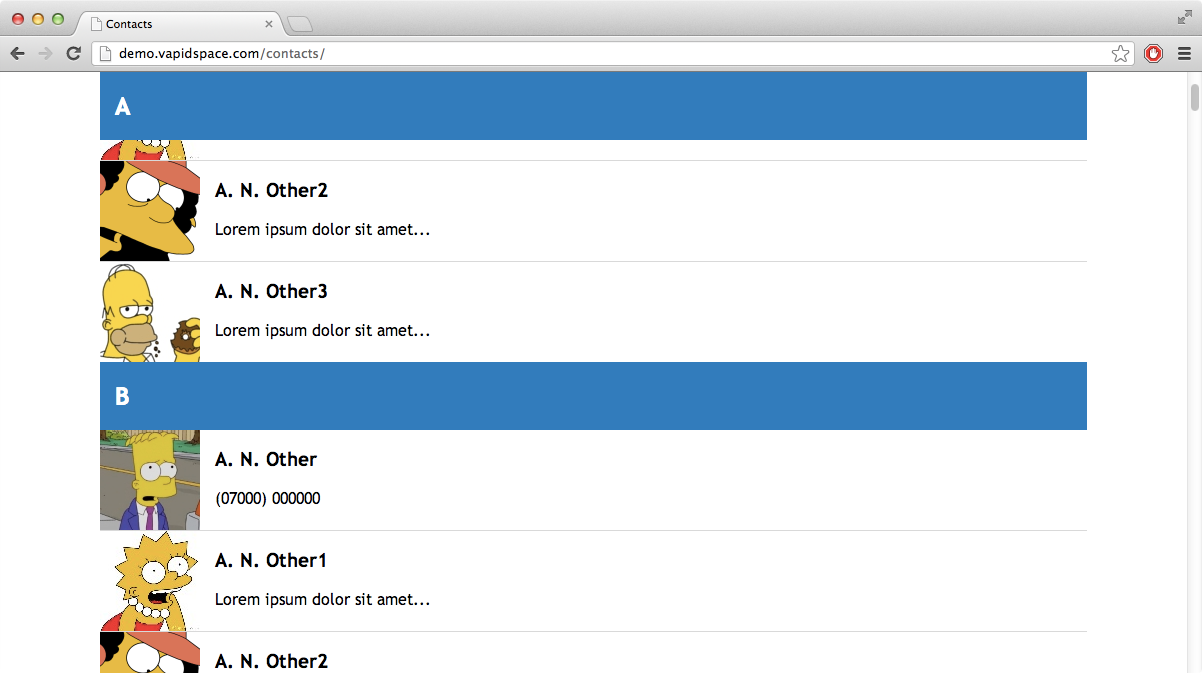 Contacts
demo.vapidspace.com/contacts/
A
A. N. Other2
Lorem ipsum dolor sit amet...
A. N. Other3
Lorem ipsum dolor sit amet...
B
A. N. Other
(07000) 000000
A. N. Other1
Lorem ipsum dolor sit amet...
A. N. Other2